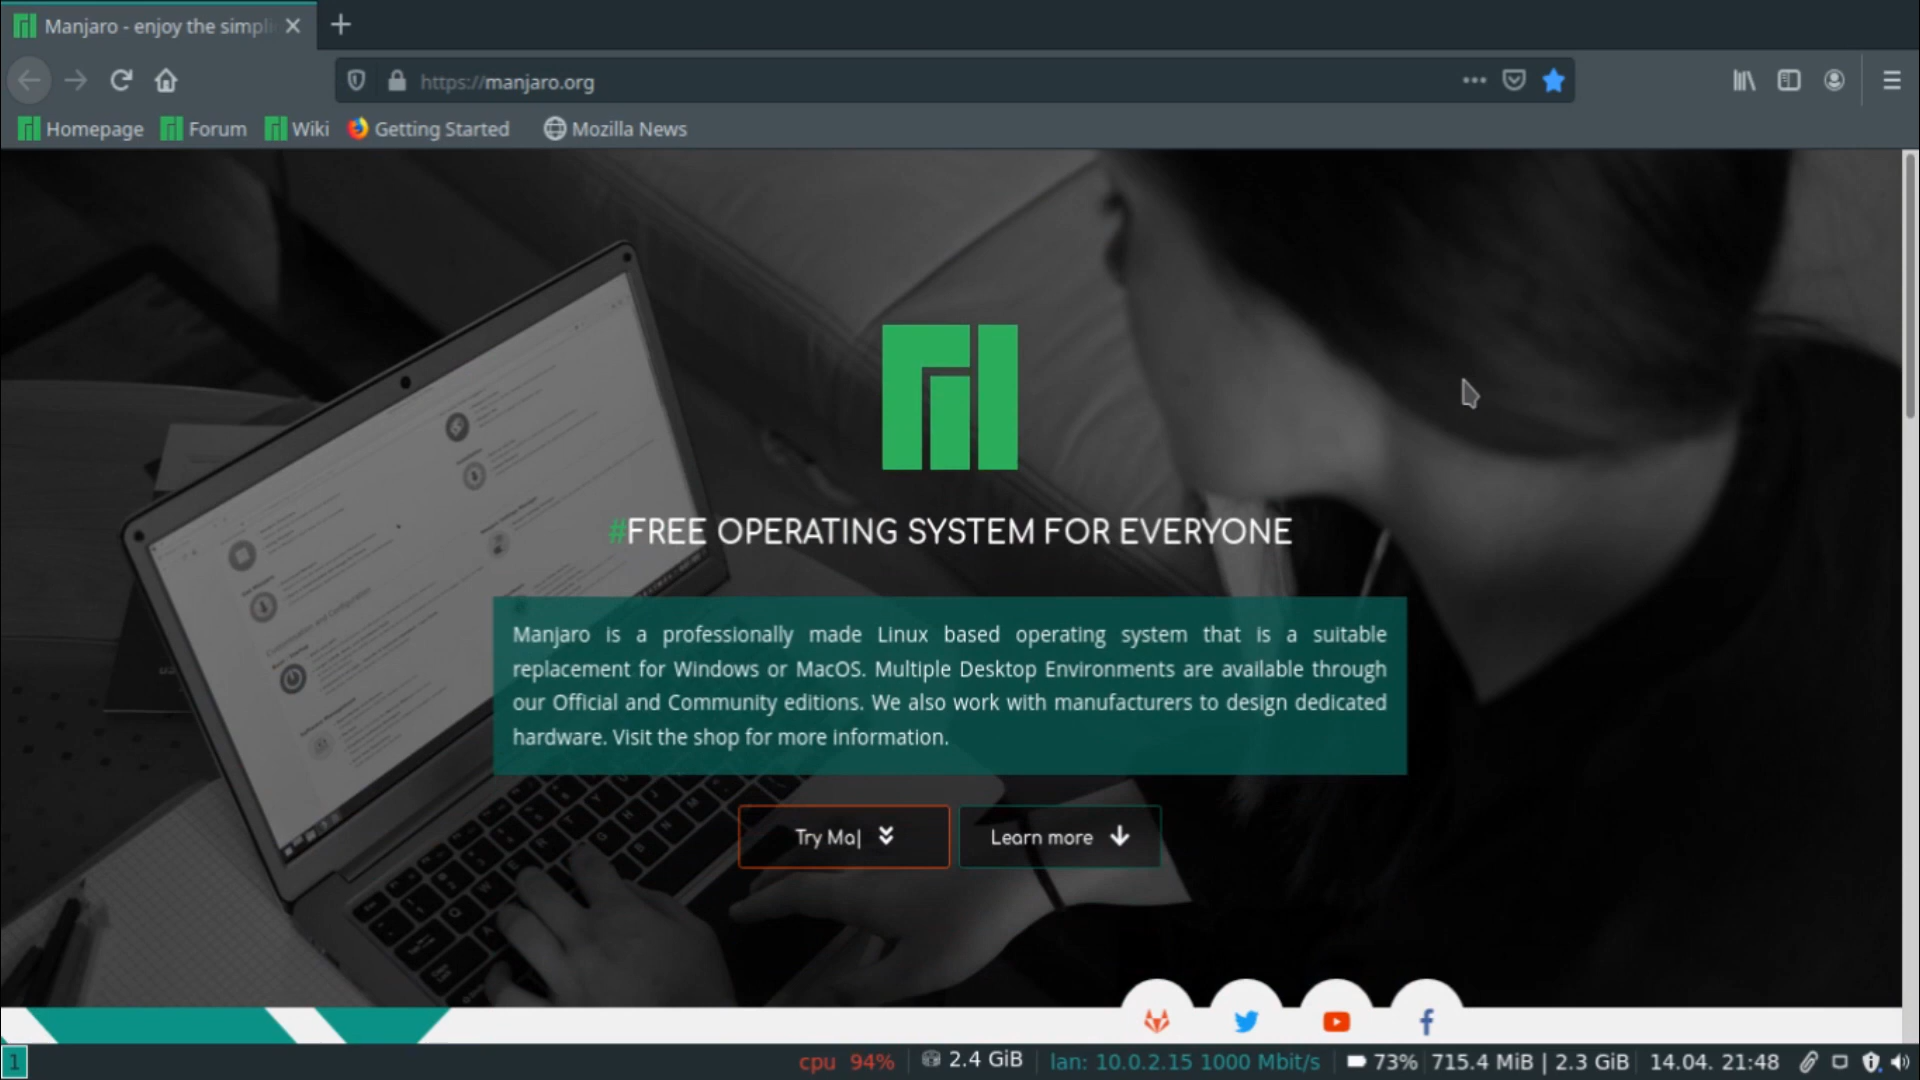 Manjaro - enjoy the simpli
https://manjaro.org
Homepage Forum Wiki Getting Started Mozilla News
#FREE OPERATING SYSTEM FOR EVERYONE
Manjaro is a professionally made Linux based operating system that is a suitable
replacement for Windows or MacOS. Multiple Desktop Environments are available through
our Official and Community editions. We also work with manufacturers to design dedicated
hardware. Visit the shop for more information.
Try Ma| Learn more
1 cpu 94% 2.4 GiB lan: 10.0.2.15 1000 Mbit/s 73% 715.4 MiB | 2.3 GiB 14.04. 21:48